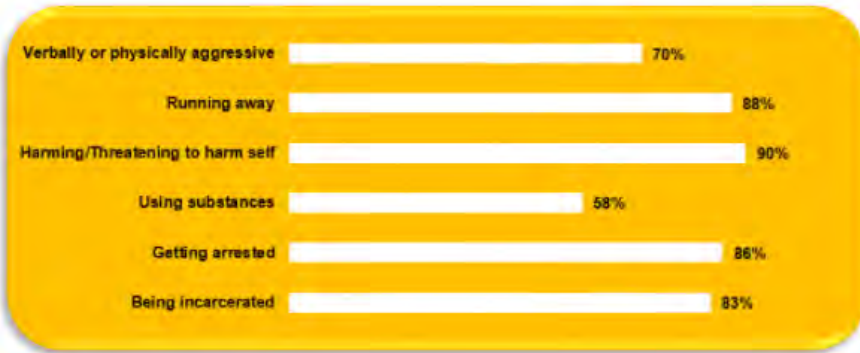 Verbally or physically aggressive 70%
Running away 88%
Harming/Threatening to harm self 90%
Using substances 58%
Getting arrested 86%
Being incarcerated 83%